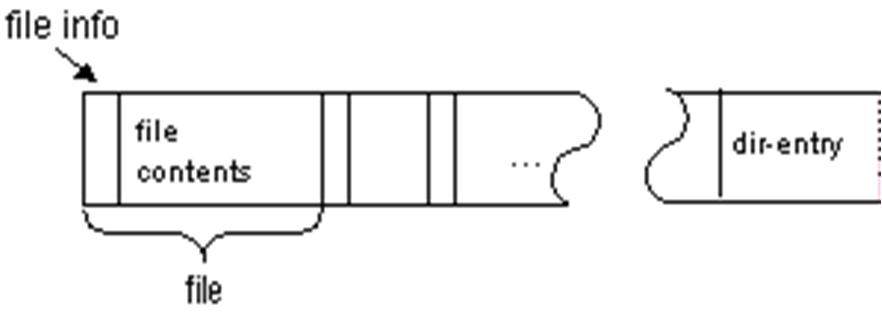 file info
file
contents
...
dir-entry
file